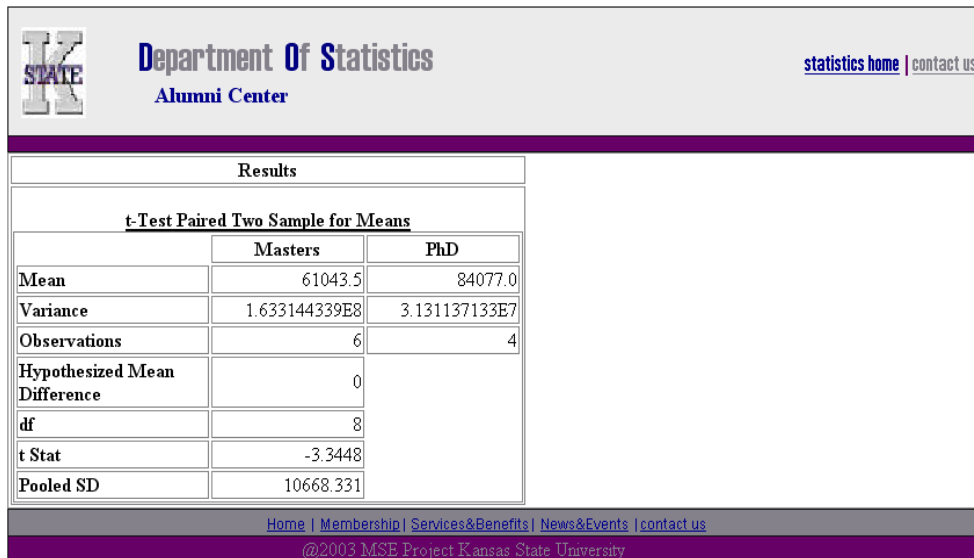 K
STATE
Department Of Statistics
Alumni Center
statistics home | contact us
Results
t-Test Paired Two Sample for Means
Masters PhD
Mean 61043.5 84077.0
Variance 1.633144339E8 3.131137133E7
Observations 6 4
Hypothesized Mean
Difference 0
df 8
t Stat -3.3448
Pooled SD 10668.331
Home | Membership | Services&Benefits | News&Events | contact us
@2003 MSE Project Kansas State University